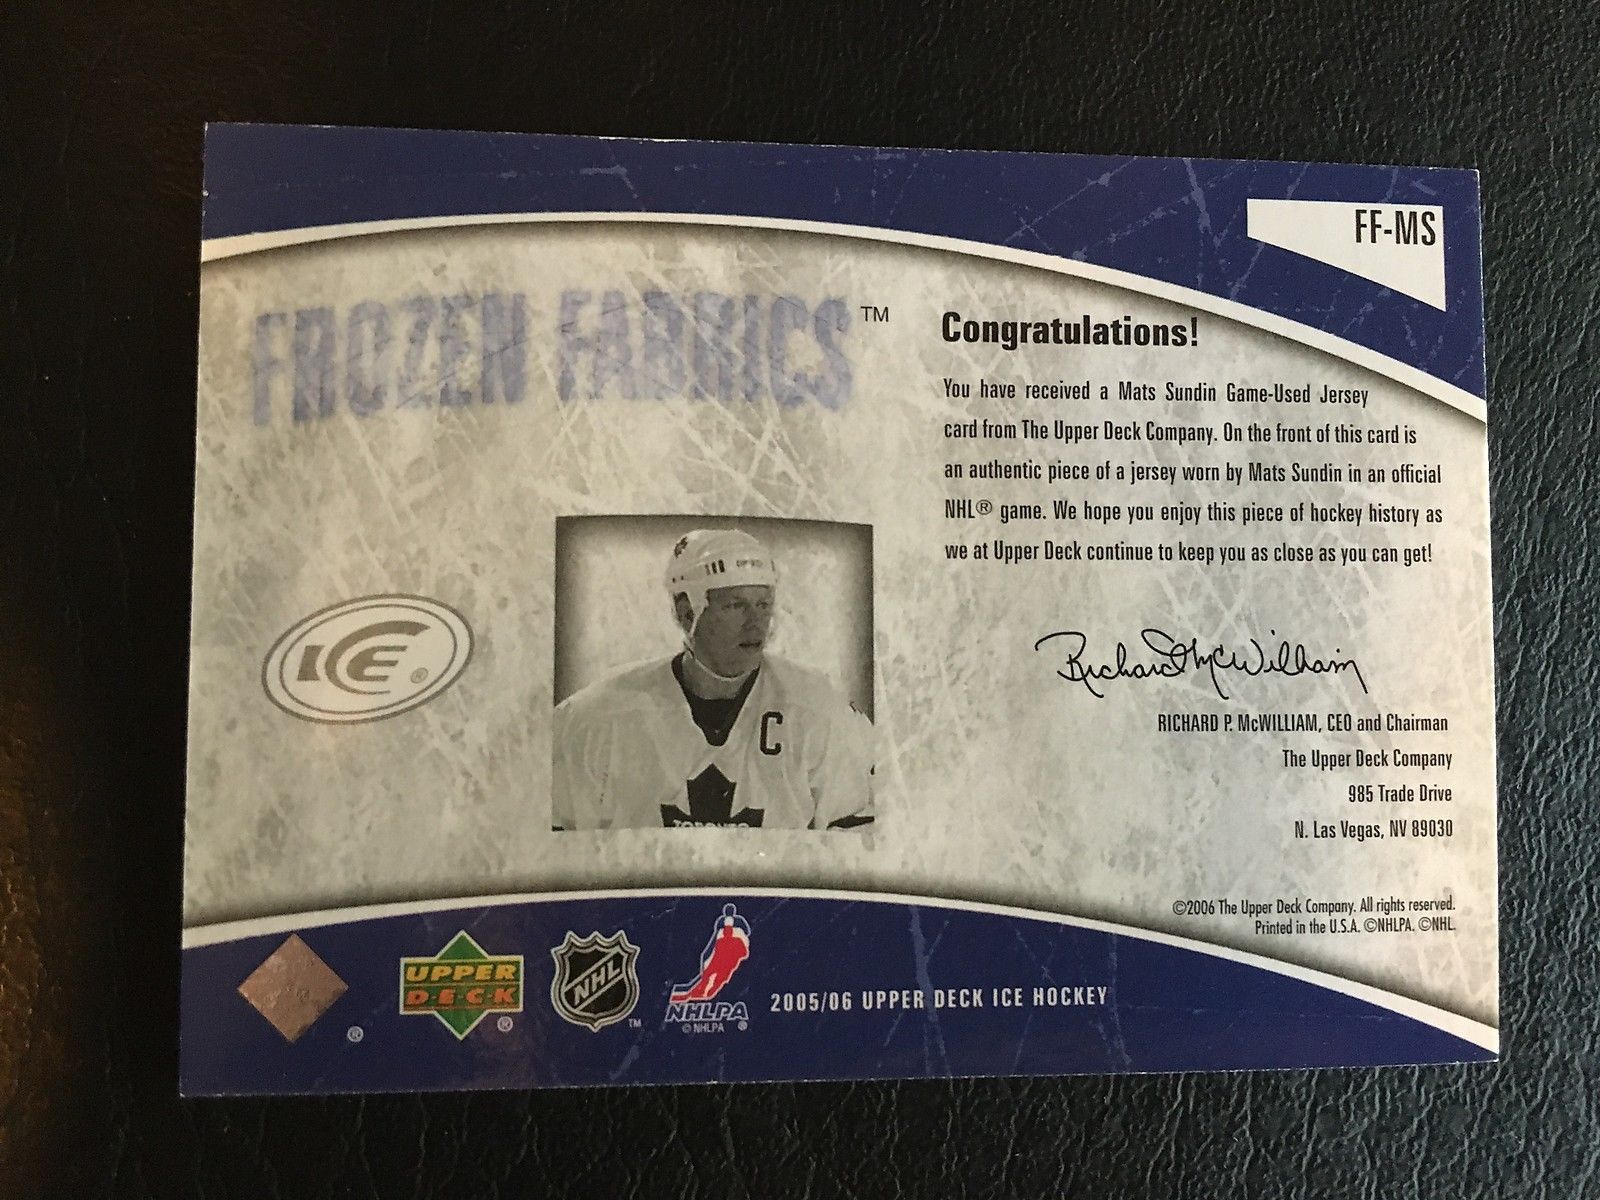 FF-MS
FROZEN FABRICS™
Congratulations!
You have received a Mats Sundin Game-Used Jersey
card from The Upper Deck Company. On the front of this card is
an authentic piece of a jersey worn by Mats Sundin in an official
NHL® game. We hope you enjoy this piece of hockey history as
we at Upper Deck continue to keep you as close as you can get!
ICE®
C
TORONTO
Richard McWilliam
RICHARD P. McWILLIAM, CEO and Chairman
The Upper Deck Company
985 Trade Drive
N. Las Vegas, NV 89030
©2006 The Upper Deck Company. All rights reserved.
Printed in the U.S.A. ©NHLPA. ©NHL.
®
UPPER
D·E·C·K
®
NHL
™
NHLPA
© NHLPA ®
2005/06 UPPER DECK ICE HOCKEY